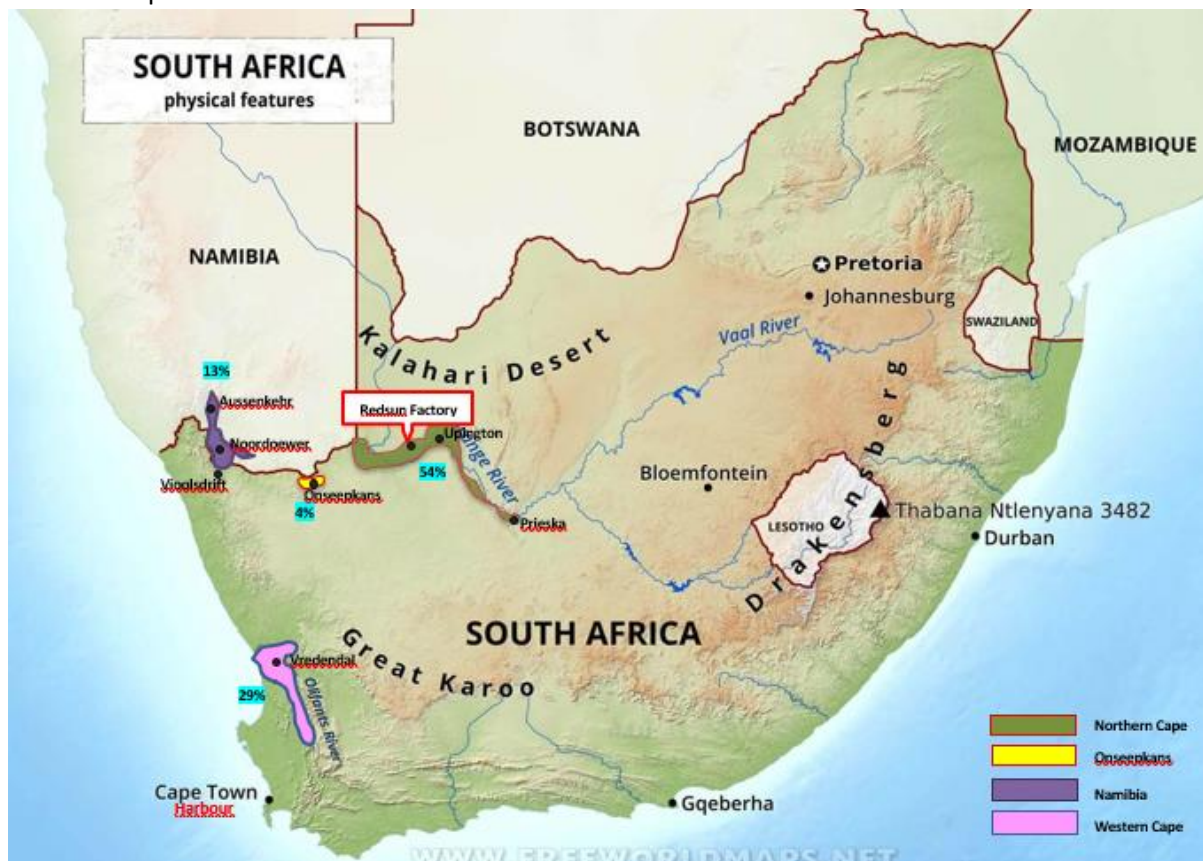 SOUTH AFRICA
physical features
BOTSWANA
MOZAMBIQUE
NAMIBIA
Pretoria
Johannesburg
SWAZILAND
Vaal River
Kalahari Desert
13%
Aussenkehr
Redsun Factory
Noordoewer
Upington
Vioolsdrift
54%
Onseepkans
4%
Prieska
Bloemfontein
Drakensberg
LESOTHO
Thabana Ntlenyana 3482
Durban
SOUTH AFRICA
Great Karoo
Vredendal
29%
Olifants River
Northern Cape
Onseepkans
Namibia
Western Cape
Cape Town
Harbour
Gqeberha
WWW.FREEWORLDMAPS.NET